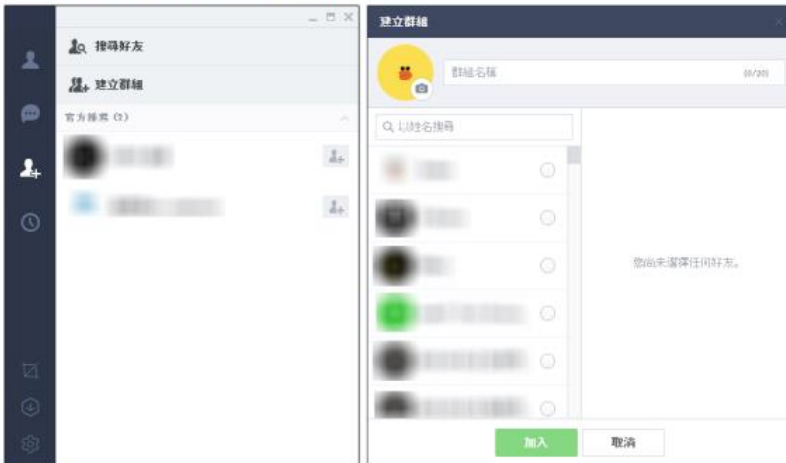 搜尋好友
建立群組
官方推薦 (2)
建立群組
群組名稱
(0/20)
以姓名搜尋
您尚未選擇任何好友。
加入
取消